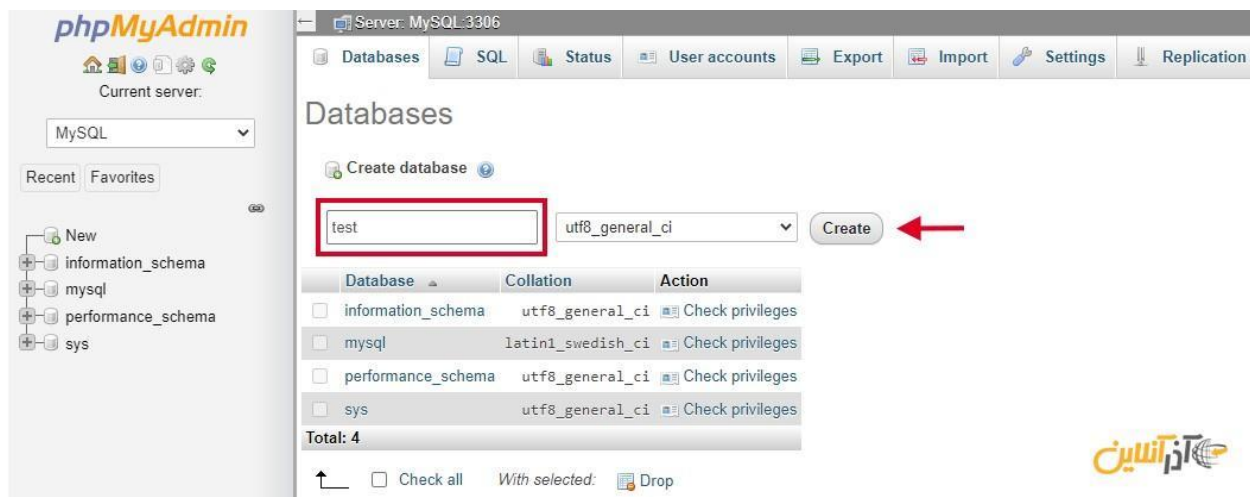 phpMyAdmin
Current server:
MySQL
Recent Favorites
New
information_schema
mysql
performance_schema
sys
Server: MySQL:3306
Databases SQL Status User accounts Export Import Settings Replication
Databases
Create database
test utf8_general_ci Create
Database Collation Action
information_schema utf8_general_ci Check privileges
mysql latin1_swedish_ci Check privileges
performance_schema utf8_general_ci Check privileges
sys utf8_general_ci Check privileges
Total: 4
Check all With selected: Drop
آذرآنلاین